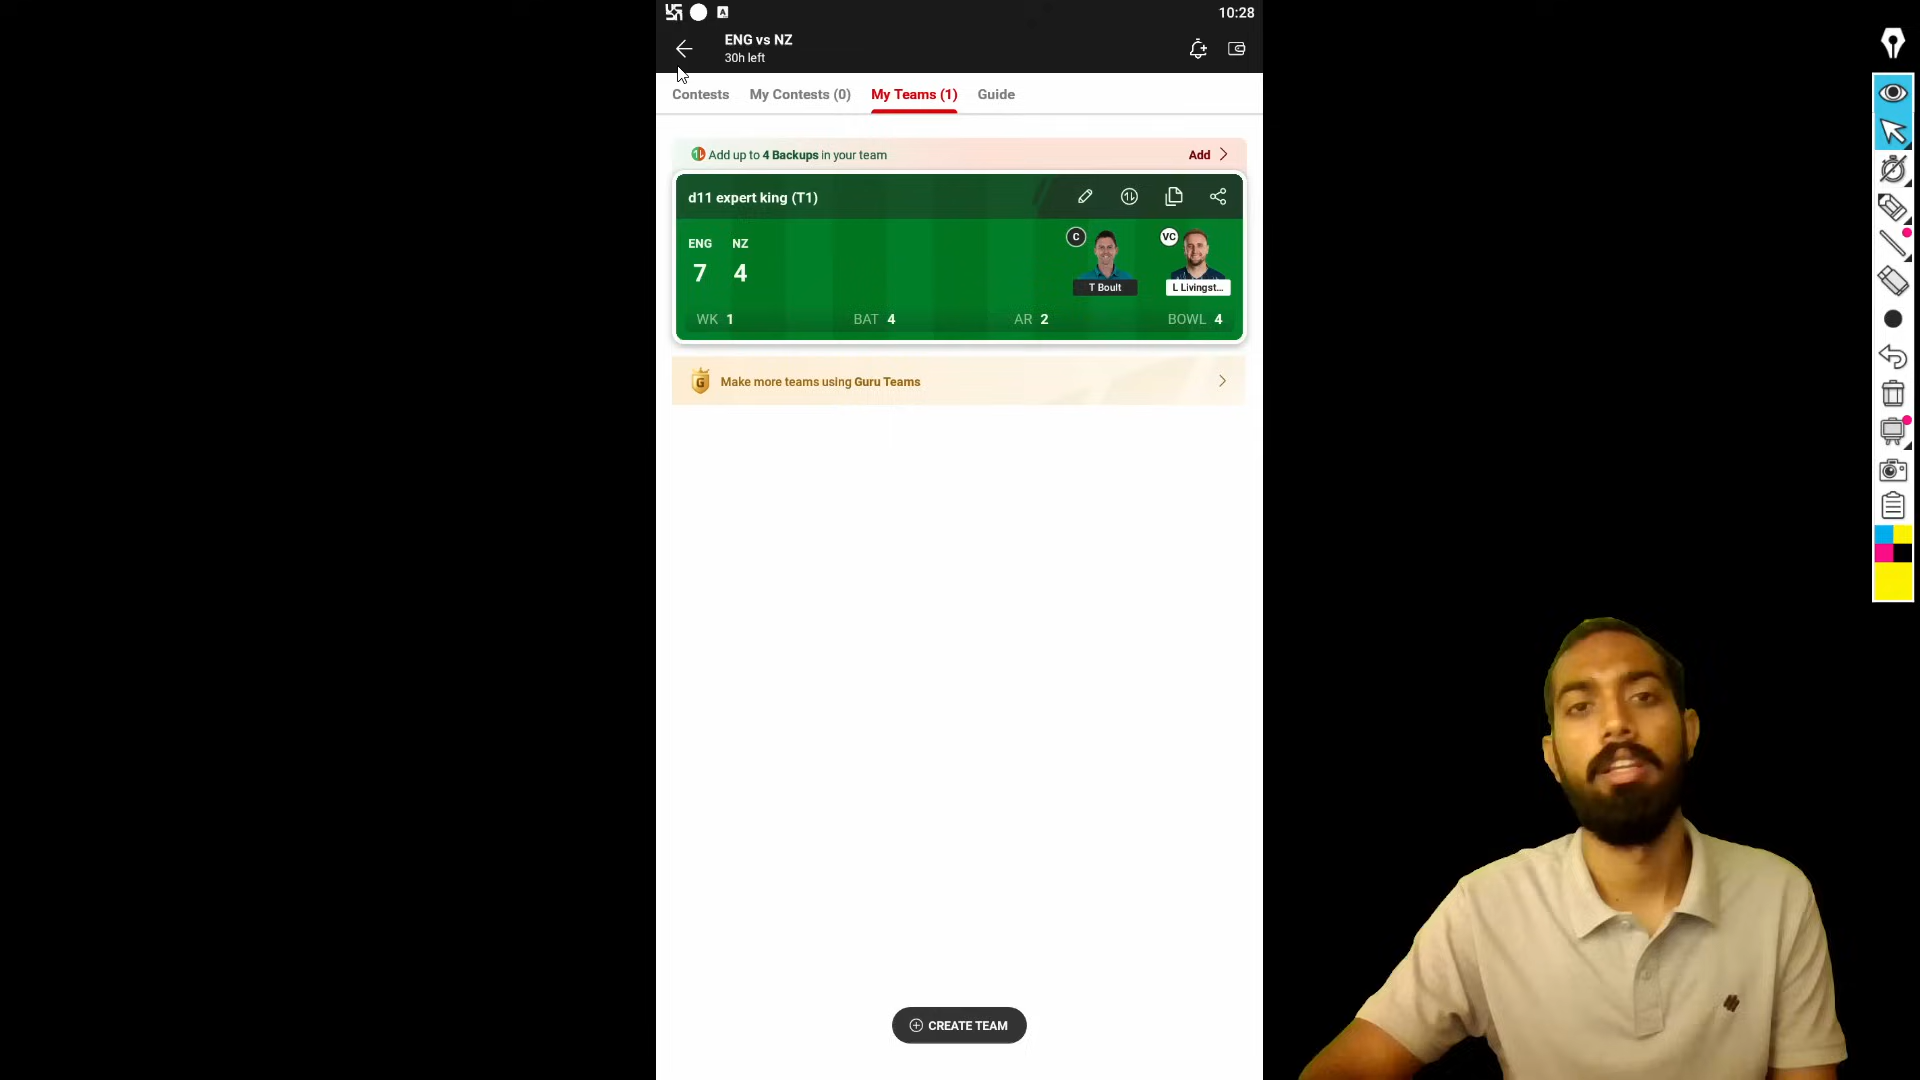 10:28
ENG vs NZ
30h left
Contests My Contests (0) My Teams (1) Guide
Add up to 4 Backups in your team Add
d11 expert king (T1)
ENG NZ
7 4
C VC
T Boult L Livingst...
WK 1 BAT 4 AR 2 BOWL 4
G Make more teams using Guru Teams
CREATE TEAM